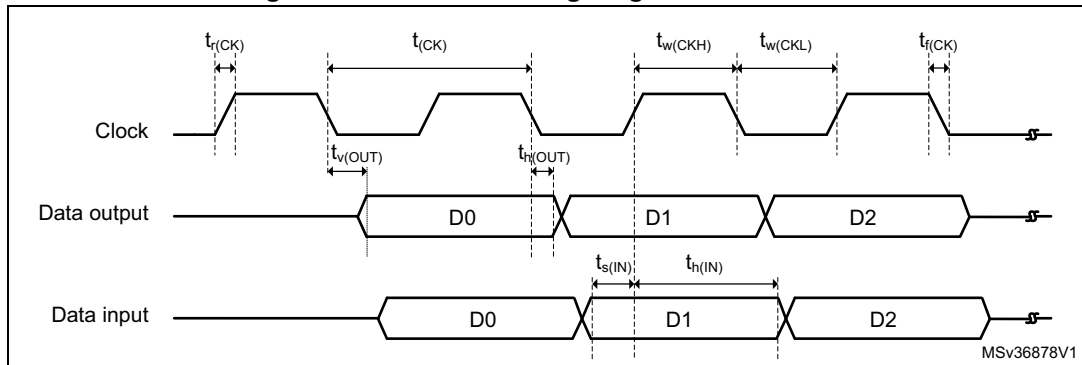 t_r(CK) t_(CK) t_w(CKH) t_w(CKL) t_f(CK)
Clock
t_v(OUT) t_h(OUT)
Data output D0 D1 D2
t_s(IN) t_h(IN)
Data input D0 D1 D2
MSv36878V1